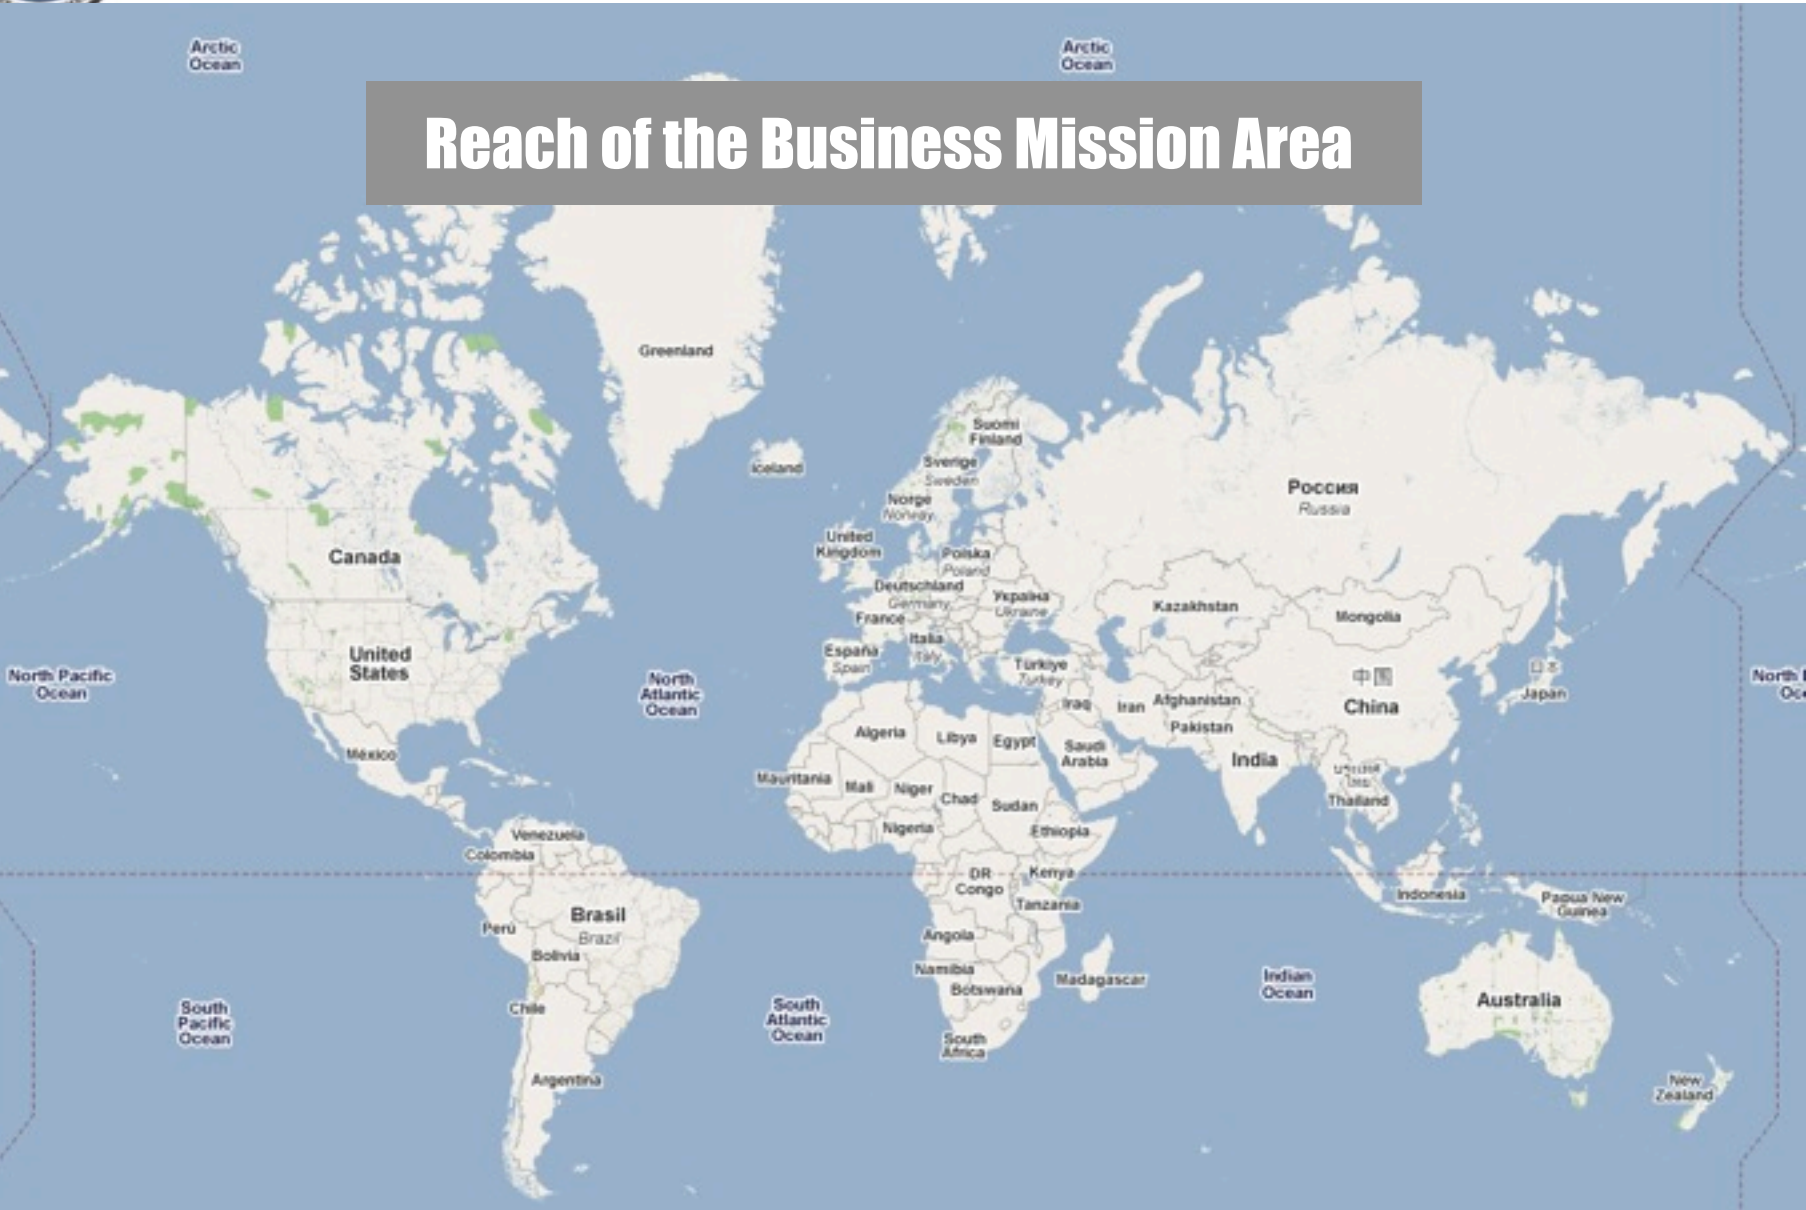 Arctic
Ocean
Arctic
Ocean
Reach of the Business Mission Area
Greenland
Iceland
Suomi
Finland
Sverige
Sweden
Norge
Norway
Россия
Russia
United
Kingdom
Polska
Poland
Deutschland
Germany
Україна
Ukraine
France
Italia
Italy
España
Spain
Türkiye
Turkey
Canada
United
States
Kazakhstan
Mongolia
中国
China
日本
Japan
North Pacific
Ocean
North
Atlantic
Ocean
Iraq
Iran
Afghanistan
Pakistan
India
Algeria
Libya
Egypt
Saudi
Arabia
México
Mauritania
Mali
Niger
Chad
Sudan
Nigeria
Ethiopia
Thailand
Venezuela
Colombia
DR
Congo
Kenya
Tanzania
Indonesia
Papua New
Guinea
Brasil
Brazil
Perú
Bolivia
Angola
Namibia
Botswana
Madagascar
Indian
Ocean
Australia
Chile
South
Pacific
Ocean
South
Atlantic
Ocean
South
Africa
Argentina
New
Zealand
North